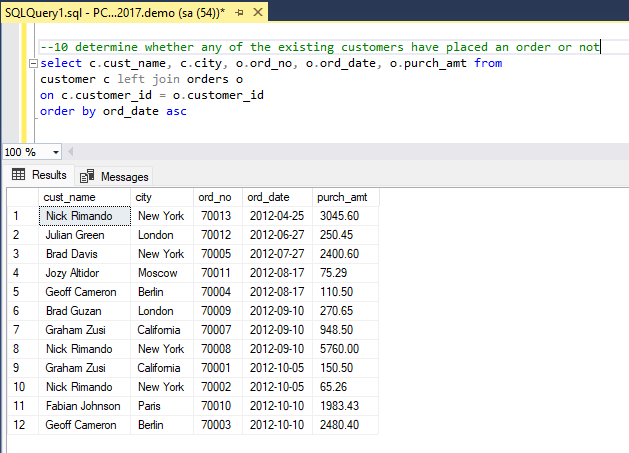 SQLQuery1.sql - PC...2017.demo (sa (54))*
--10 determine whether any of the existing customers have placed an order or not
select c.cust_name, c.city, o.ord_no, o.ord_date, o.purch_amt from
customer c left join orders o
on c.customer_id = o.customer_id
order by ord_date asc
100 %
Results Messages
cust_name city ord_no ord_date purch_amt
1 Nick Rimando New York 70013 2012-04-25 3045.60
2 Julian Green London 70012 2012-06-27 250.45
3 Brad Davis New York 70005 2012-07-27 2400.60
4 Jozy Altidor Moscow 70011 2012-08-17 75.29
5 Geoff Cameron Berlin 70004 2012-08-17 110.50
6 Brad Guzan London 70009 2012-09-10 270.65
7 Graham Zusi California 70007 2012-09-10 948.50
8 Nick Rimando New York 70008 2012-09-10 5760.00
9 Graham Zusi California 70001 2012-10-05 150.50
10 Nick Rimando New York 70002 2012-10-05 65.26
11 Fabian Johnson Paris 70010 2012-10-10 1983.43
12 Geoff Cameron Berlin 70003 2012-10-10 2480.40